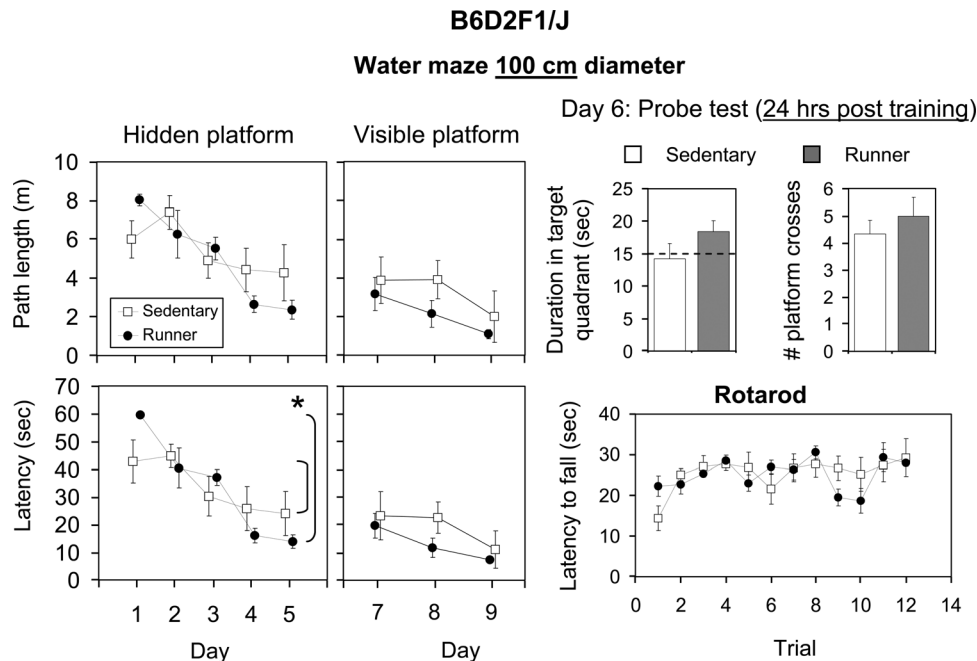 B6D2F1/J
Water maze 100 cm diameter
Day 6: Probe test (24 hrs post training)
Hidden platform
Visible platform
Sedentary
Runner
Path length (m)
10
8
6
4
2
0
Sedentary
Runner
Duration in target
quadrant (sec)
25
20
15
10
5
0
# platform crosses
6
5
4
3
2
1
0
Latency (sec)
70
60
50
40
30
20
10
0
*
1 2 3 4 5
Day
7 8 9
Day
Rotarod
Latency to fall (sec)
40
30
20
10
0
0 2 4 6 8 10 12 14
Trial